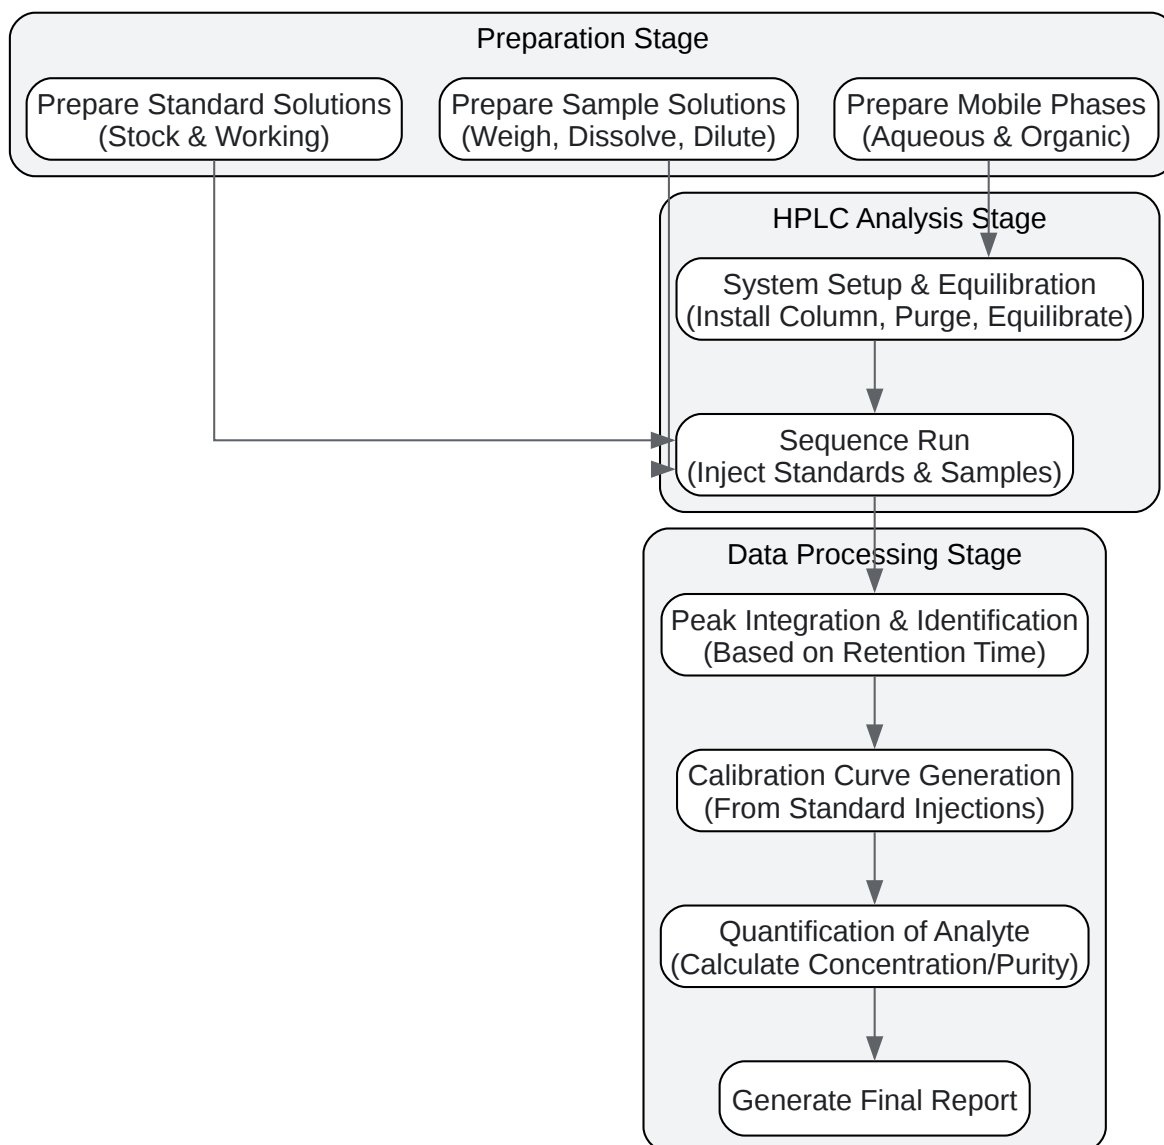 Preparation Stage
Prepare Standard Solutions
(Stock & Working)
Prepare Sample Solutions
(Weigh, Dissolve, Dilute)
Prepare Mobile Phases
(Aqueous & Organic)
HPLC Analysis Stage
System Setup & Equilibration
(Install Column, Purge, Equilibrate)
Sequence Run
(Inject Standards & Samples)
Data Processing Stage
Peak Integration & Identification
(Based on Retention Time)
Calibration Curve Generation
(From Standard Injections)
Quantification of Analyte
(Calculate Concentration/Purity)
Generate Final Report